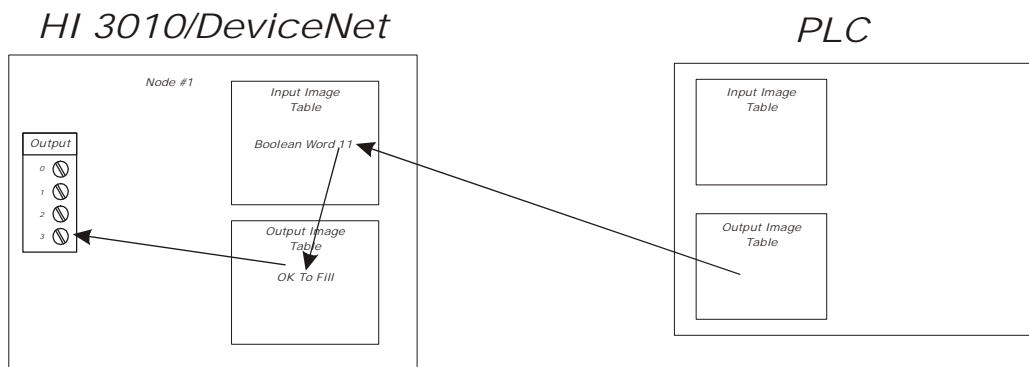 HI 3010/DeviceNet
PLC
Node #1
Input Image
Table
Boolean Word 11
Output
0
1
2
3
Output Image
Table
OK To Fill
Input Image
Table
Output Image
Table